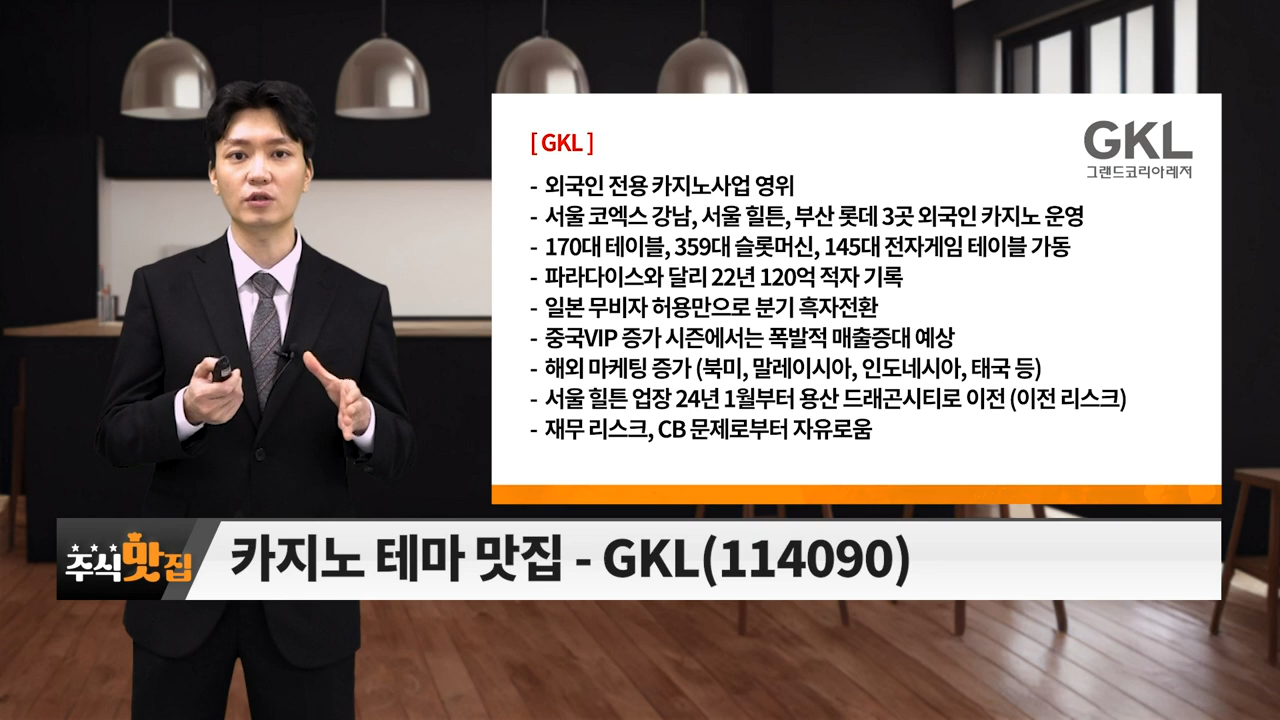 [ GKL ]
GKL
그랜드코리아레저
- 외국인 전용 카지노사업 영위
- 서울 코엑스 강남, 서울 힐튼, 부산 롯데 3곳 외국인 카지노 운영
- 170대 테이블, 359대 슬롯머신, 145대 전자게임 테이블 가동
- 파라다이스와 달리 22년 120억 적자 기록
- 일본 무비자 허용만으로 분기 흑자전환
- 중국VIP 증가 시즌에서는 폭발적 매출증대 예상
- 해외 마케팅 증가 (북미, 말레이시아, 인도네시아, 태국 등)
- 서울 힐튼 업장 24년 1월부터 용산 드래곤시티로 이전 (이전 리스크)
- 재무 리스크, CB 문제로부터 자유로움
주식맛집
카지노 테마 맛집 - GKL(114090)